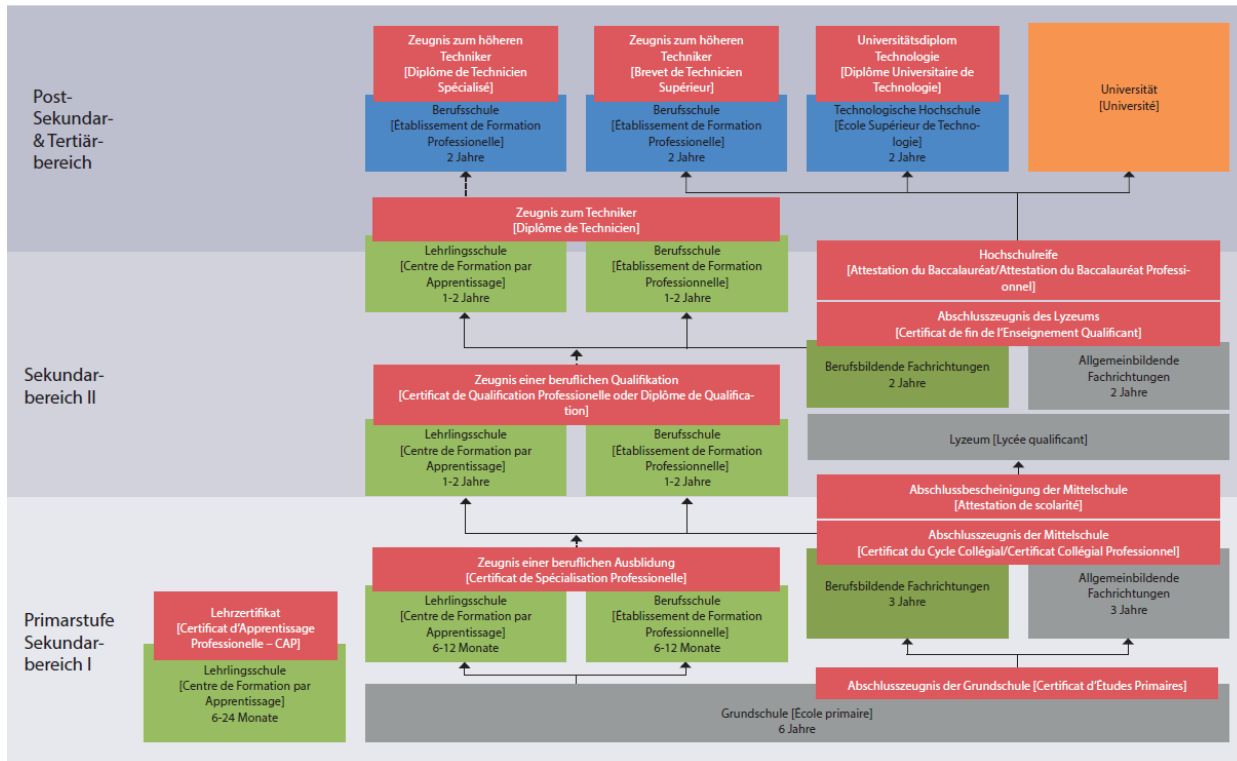 Post-
Sekundar-
& Tertiär-
bereich
Zeugnis zum höheren
Techniker
[Diplôme de Technicien
Spécialisé]
Berufsschule
[Établissement de Formation
Professionelle]
2 Jahre
Zeugnis zum höheren
Techniker
[Brevet de Technicien
Supérieur]
Berufsschule
[Établissement de Formation
Professionelle]
2 Jahre
Universitätsdiplom
Technologie
[Diplôme Universitaire de
Technologie]
Technologische Hochschule
[École Supérieur de Techno-
logie]
2 Jahre
Universität
[Université]
Zeugnis zum Techniker
[Diplôme de Technicien]
Lehrlingsschule
[Centre de Formation par
Apprentissage]
1-2 Jahre
Berufsschule
[Établissement de Formation
Professionnelle]
1-2 Jahre
Hochschulreife
[Attestation du Baccalauréat/Attestation du Baccalauréat Professi-
onnel]
Abschlusszeugnis des Lyzeums
[Certificat de fin de l'Enseignement Qualificant]
Berufsbildende Fachrichtungen
2 Jahre
Allgemeinbildende
Fachrichtungen
2 Jahre
Sekundar-
bereich II
Zeugnis einer beruflichen Qualifikation
[Certificat de Qualification Professionelle oder Diplôme de Qualifica-
tion]
Lehrlingsschule
[Centre de Formation par
Apprentissage]
1-2 Jahre
Berufsschule
[Établissement de Formation
Professionnelle]
1-2 Jahre
Lyzeum [Lycée qualificant]
Abschlussbescheinigung der Mittelschule
[Attestation de scolarité]
Abschlusszeugnis der Mittelschule
[Certificat du Cycle Collégial/Certificat Collégial Professionnel]
Berufsbildende Fachrichtungen
3 Jahre
Allgemeinbildende
Fachrichtungen
3 Jahre
Primarstufe
Sekundar-
bereich I
Lehrzertifikat
[Certificat d'Apprentissage
Professionelle – CAP]
Lehrlingsschule
[Centre de Formation par
Apprentissage]
6-24 Monate
Zeugnis einer beruflichen Ausblidung
[Certificat de Spécialisation Professionelle]
Lehrlingsschule
[Centre de Formation par
Apprentissage]
6-12 Monate
Berufsschule
[Établissement de Formation
Professionnelle]
6-12 Monate
Abschlusszeugnis der Grundschule [Certificat d'Études Primaires]
Grundschule [École primaire]
6 Jahre